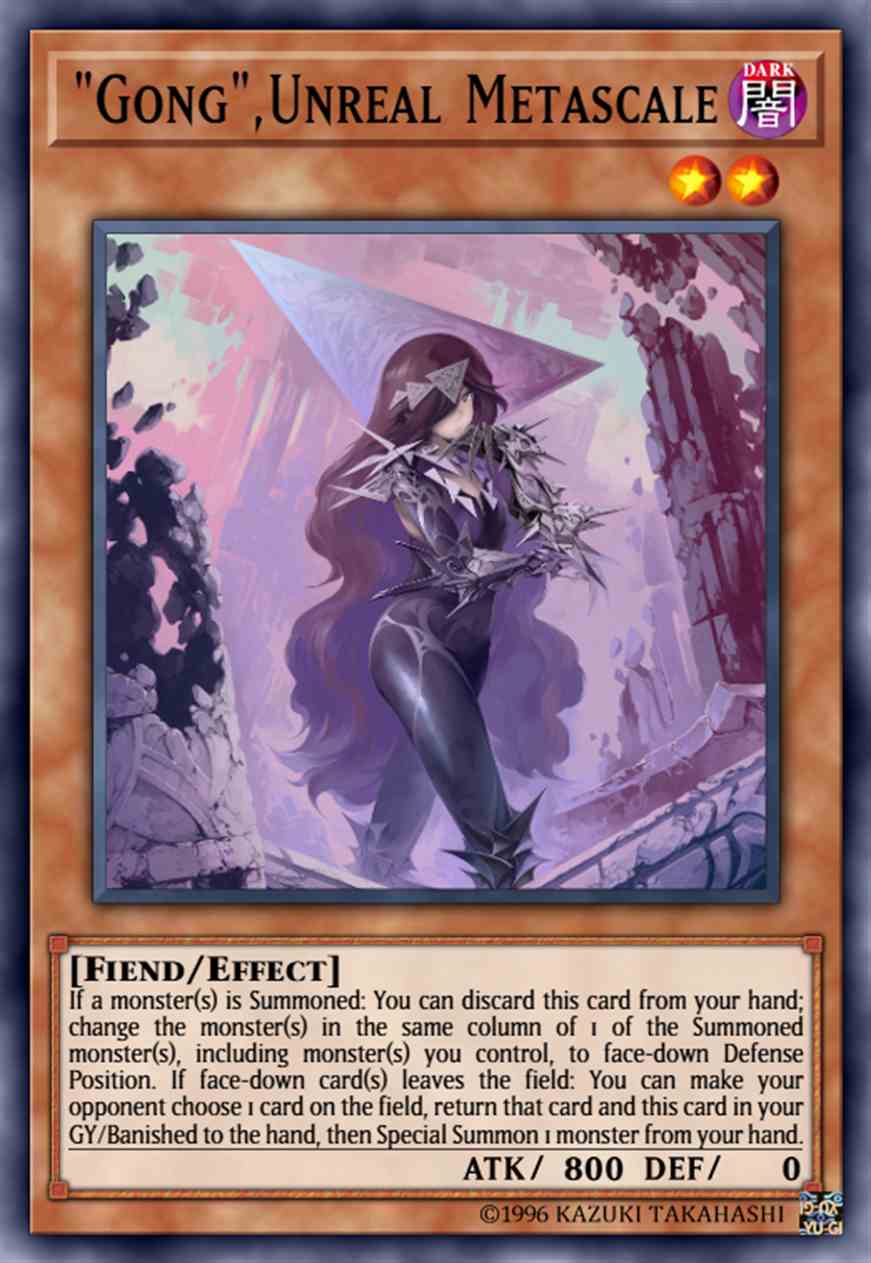 "Gong",Unreal Metascale
DARK
闇
[Fiend/Effect]
If a monster(s) is Summoned: You can discard this card from your hand;
change the monster(s) in the same column of 1 of the Summoned
monster(s), including monster(s) you control, to face-down Defense
Position. If face-down card(s) leaves the field: You can make your
opponent choose 1 card on the field, return that card and this card in your
GY/Banished to the hand, then Special Summon 1 monster from your hand.
ATK/ 800 DEF/ 0
©1996 KAZUKI TAKAHASHI
YU-GI